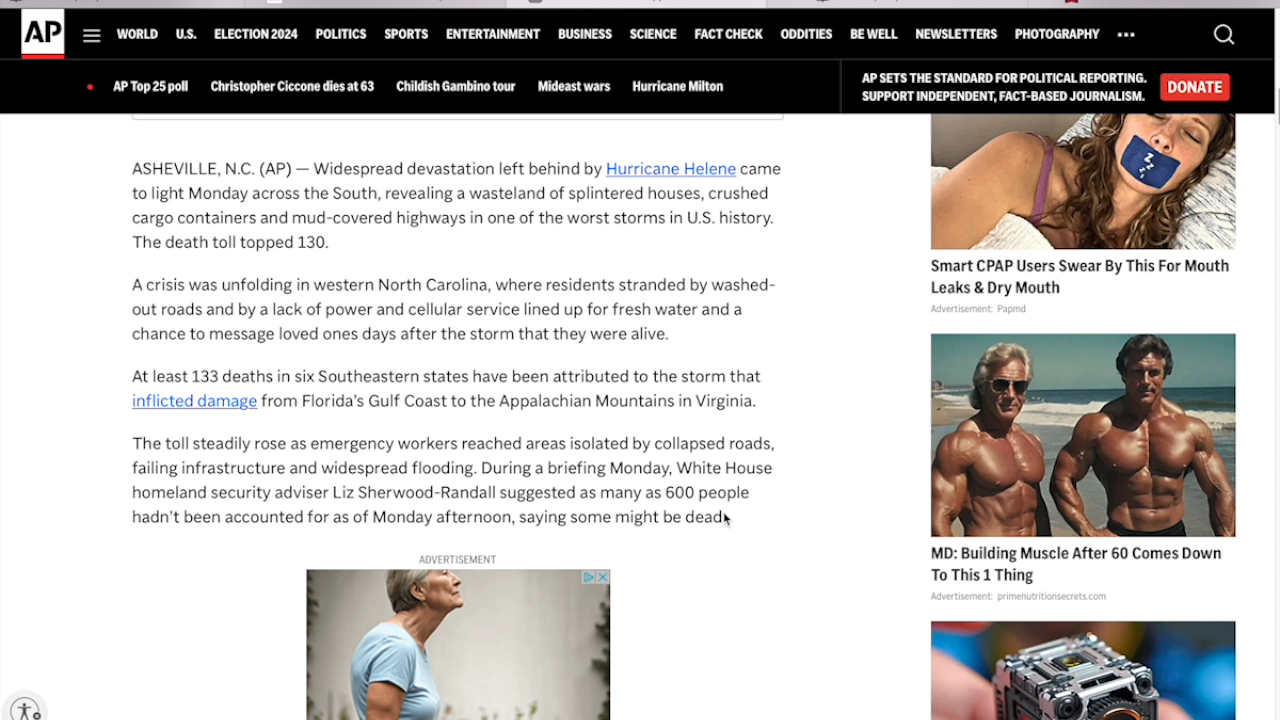 AP
WORLD U.S. ELECTION 2024 POLITICS SPORTS ENTERTAINMENT BUSINESS SCIENCE FACT CHECK ODDITIES BE WELL NEWSLETTERS PHOTOGRAPHY
AP Top 25 poll Christopher Ciccone dies at 63 Childish Gambino tour Mideast wars Hurricane Milton
AP SETS THE STANDARD FOR POLITICAL REPORTING.
SUPPORT INDEPENDENT, FACT-BASED JOURNALISM.
DONATE
ASHEVILLE, N.C. (AP) — Widespread devastation left behind by Hurricane Helene came
to light Monday across the South, revealing a wasteland of splintered houses, crushed
cargo containers and mud-covered highways in one of the worst storms in U.S. history.
The death toll topped 130.
A crisis was unfolding in western North Carolina, where residents stranded by washed-
out roads and by a lack of power and cellular service lined up for fresh water and a
chance to message loved ones days after the storm that they were alive.
At least 133 deaths in six Southeastern states have been attributed to the storm that
inflicted damage from Florida’s Gulf Coast to the Appalachian Mountains in Virginia.
The toll steadily rose as emergency workers reached areas isolated by collapsed roads,
failing infrastructure and widespread flooding. During a briefing Monday, White House
homeland security adviser Liz Sherwood-Randall suggested as many as 600 people
hadn’t been accounted for as of Monday afternoon, saying some might be dead.
ADVERTISEMENT
Z Z Z Z
Smart CPAP Users Swear By This For Mouth
Leaks & Dry Mouth
Advertisement: Papmd
MD: Building Muscle After 60 Comes Down
To This 1 Thing
Advertisement: primenutritionsecrets.com